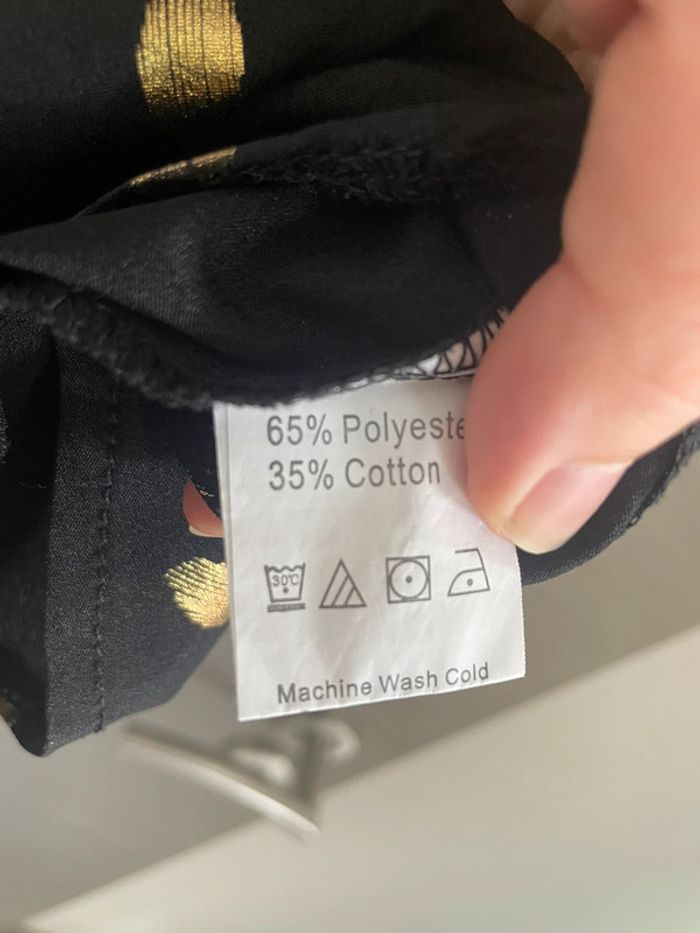 65% Polyeste
35% Cotton
30°C
Machine Wash Cold